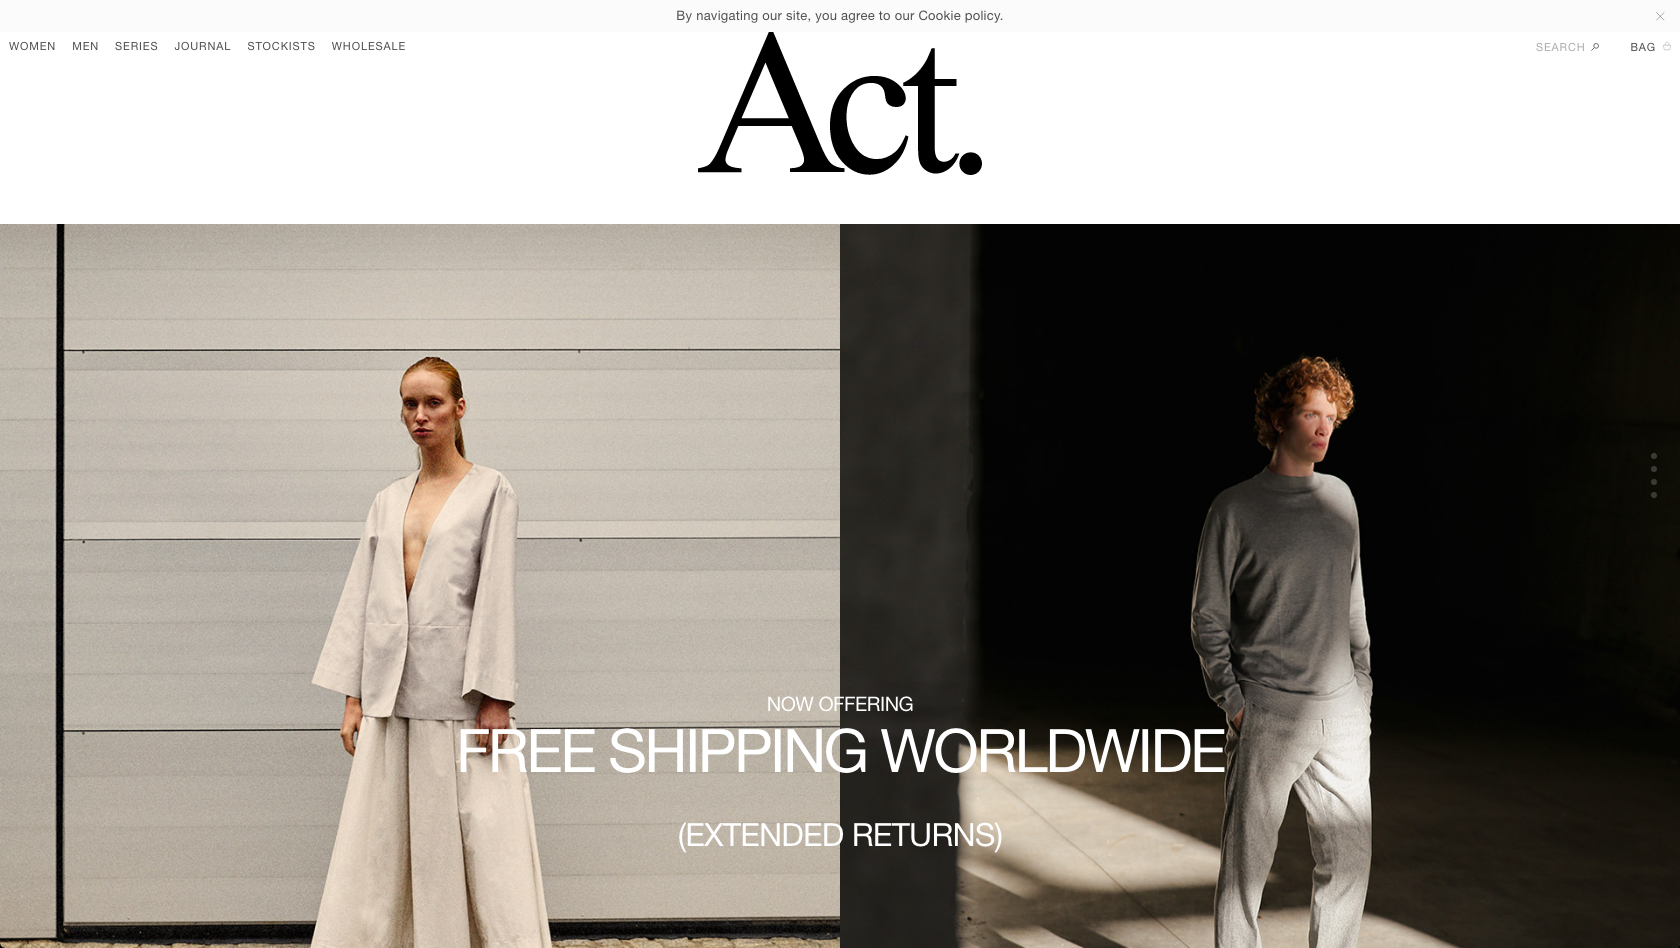 By navigating our site, you agree to our Cookie policy.
WOMEN MEN SERIES JOURNAL STOCKISTS WHOLESALE
SEARCH
BAG
Act.
NOW OFFERING
FREE SHIPPING WORLDWIDE
(EXTENDED RETURNS)